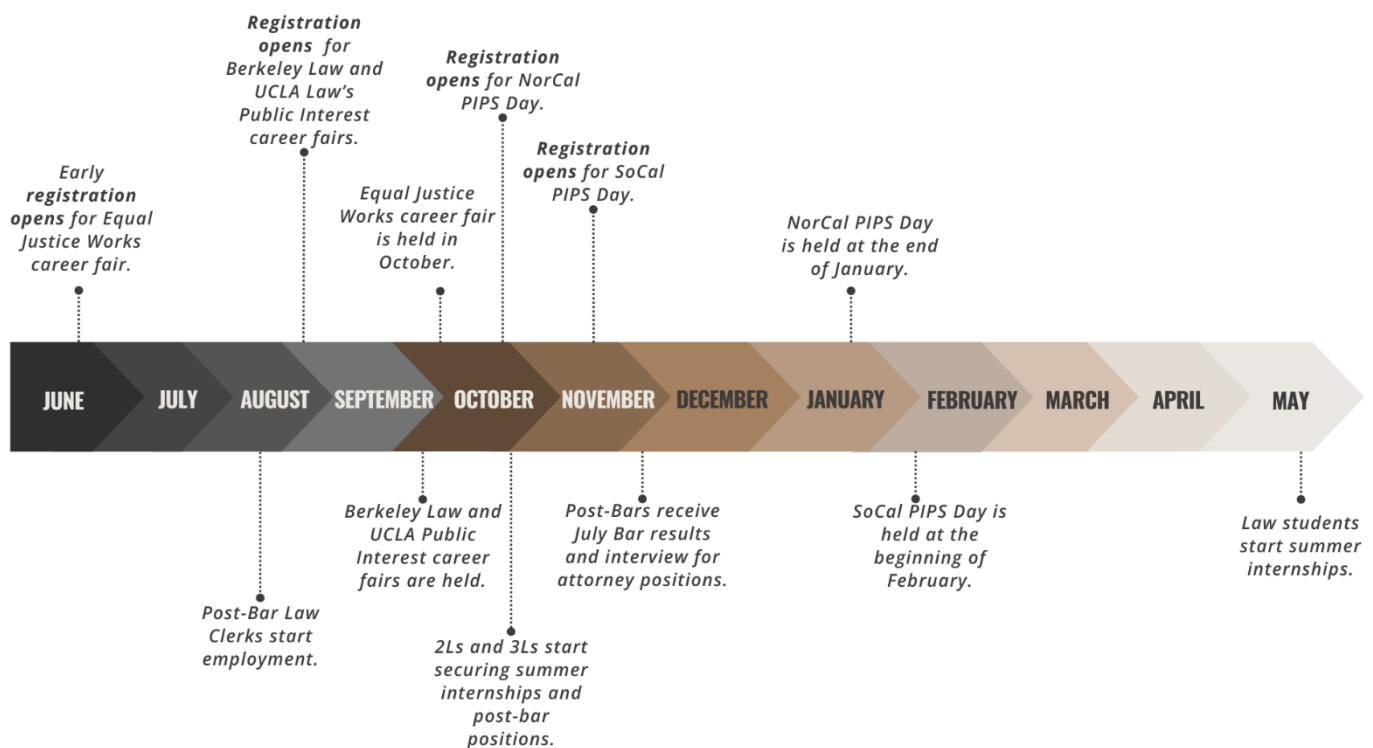 Registration
opens for
Berkeley Law and
UCLA Law's
Public Interest
career fairs.
Registration
opens for NorCal
PIPS Day.
Registration
opens for SoCal
PIPS Day.
Early
registration
opens for Equal
Justice Works
career fair.
Equal Justice
Works career fair
is held in
October.
NorCal PIPS Day
is held at the end
of January.
JUNE
JULY
AUGUST
SEPTEMBER
OCTOBER
NOVEMBER
DECEMBER
JANUARY
FEBRUARY
MARCH
APRIL
MAY
Berkeley Law and
UCLA Public
Interest career
fairs are held.
Post-Bars receive
July Bar results
and interview for
attorney positions.
SoCal PIPS Day is
held at the
beginning of
February.
Law students
start summer
internships.
Post-Bar Law
Clerks start
employment.
2Ls and 3Ls start
securing summer
internships and
post-bar
positions.